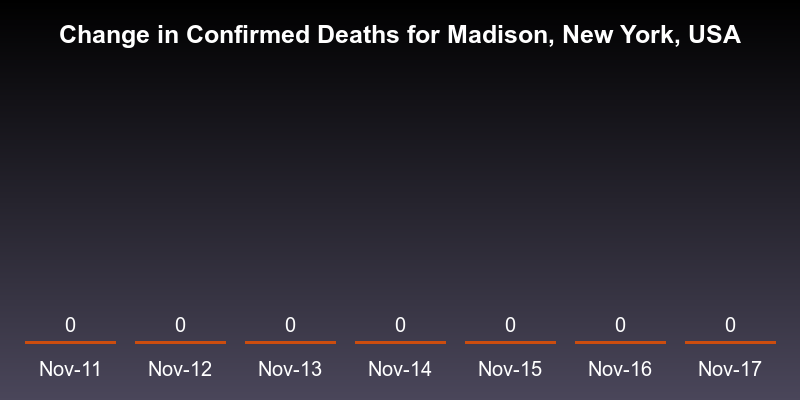 Change in Confirmed Deaths for Madison, New York, USA
0 0 0 0 0 0 0
Nov-11 Nov-12 Nov-13 Nov-14 Nov-15 Nov-16 Nov-17